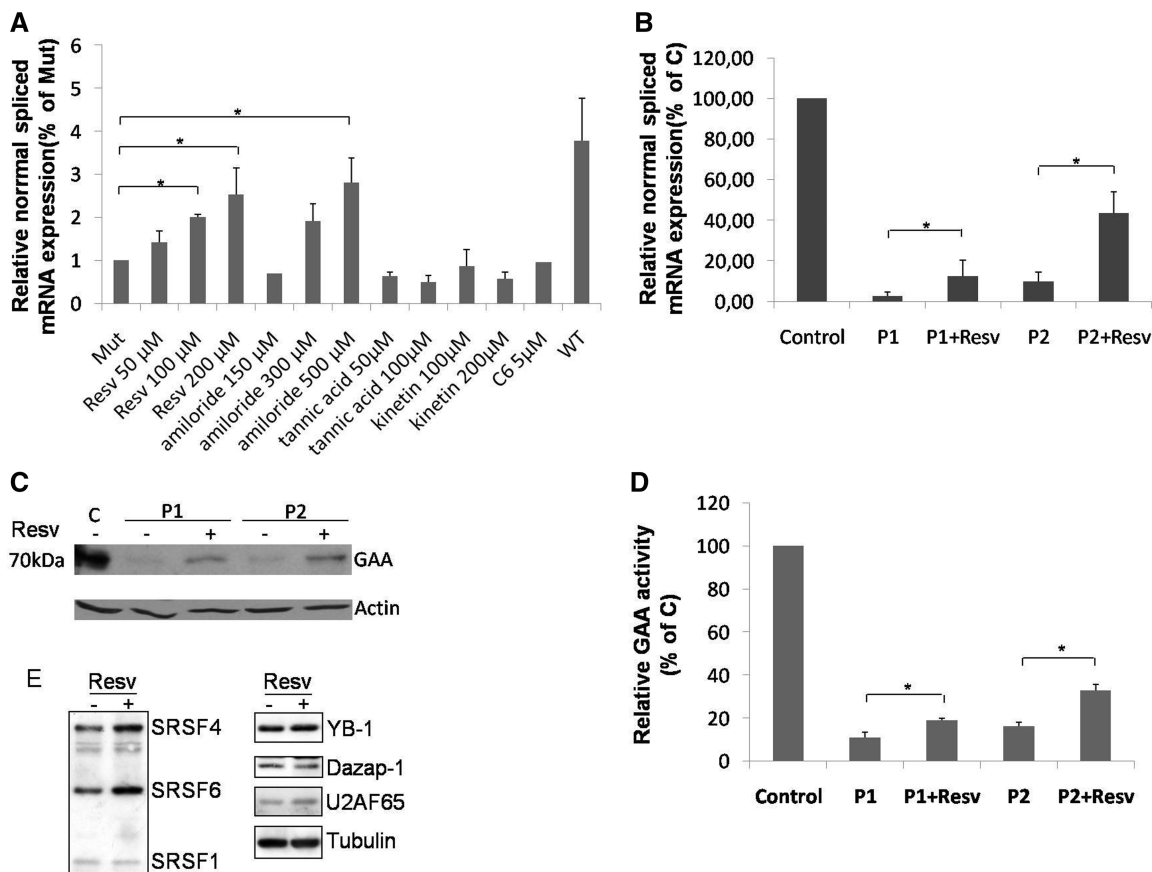 A
Relative norrmal spliced
mRNA expression(% of Mut)
6
5
4
3
2
1
0
*
*
*
Mut
Resv 50 µM
Resv 100 µM
Resv 200 µM
amiloride 150 µM
amiloride 300 µM
amiloride 500 µM
tannic acid 50µM
tannic acid 100µM
kinetin 100µM
kinetin 200µM
C6 5µM
WT
B
Relative norrmal spliced
mRNA expression(% of C)
120,00
100,00
80,00
60,00
40,00
20,00
0,00
*
*
Control P1 P1+Resv P2 P2+Resv
C
C P1 P2
Resv - - + - +
70kDa GAA
Actin
D
Relative GAA activity
(% of C)
120
100
80
60
40
20
0
*
*
Control P1 P1+Resv P2 P2+Resv
E
Resv
- +
SRSF4
SRSF6
SRSF1
Resv
- +
YB-1
Dazap-1
U2AF65
Tubulin